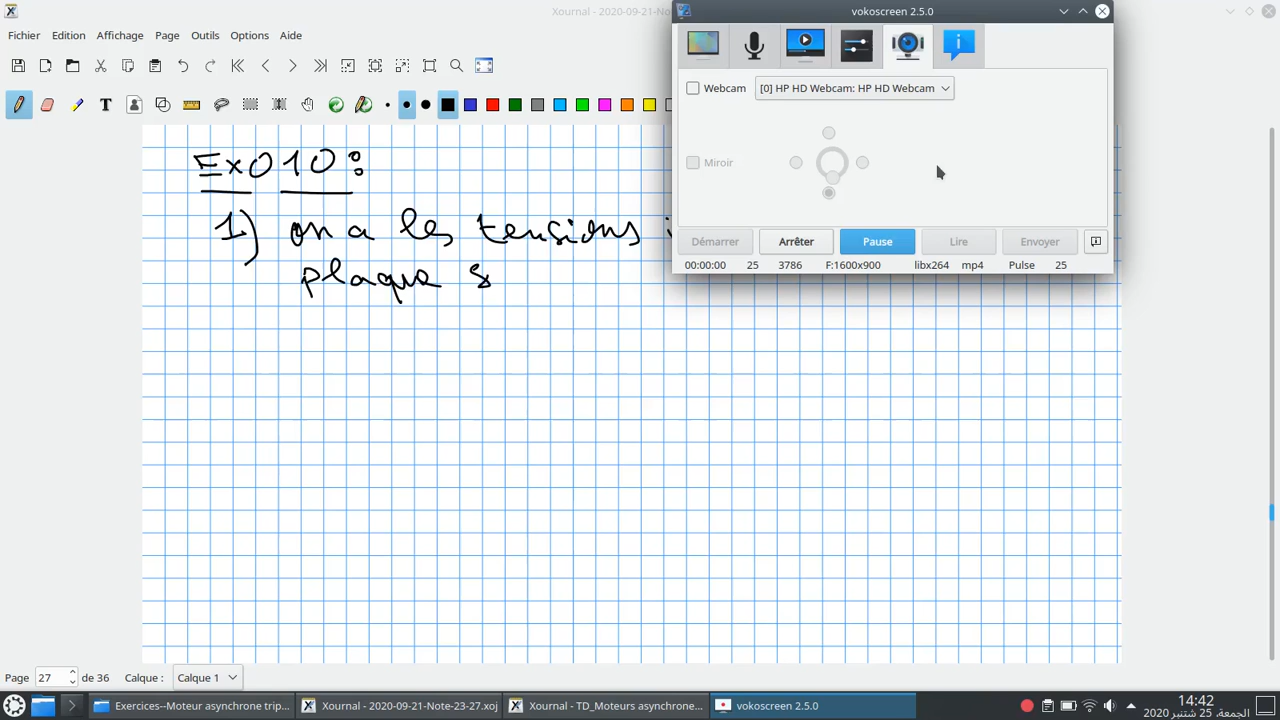 Xournal - 2020-09-21-No
vokoscreen 2.5.0
Fichier Edition Affichage Page Outils Options Aide
Webcam [0] HP HD Webcam: HP HD Webcam
Miroir
Démarrer Arrêter Pause Lire Envoyer
00:00:00 25 3786 F:1600x900 libx264 mp4 Pulse 25
Exo 10:
1) on a les tensions
plaque s
Page 27 de 36 Calque : Calque 1
Exercices--Moteur asynchrone trip... Xournal - 2020-09-21-Note-23-27.xoj Xournal - TD_Moteurs asynchrone... vokoscreen 2.5.0
14:42
الجمعة، 25 شتنبر 2020